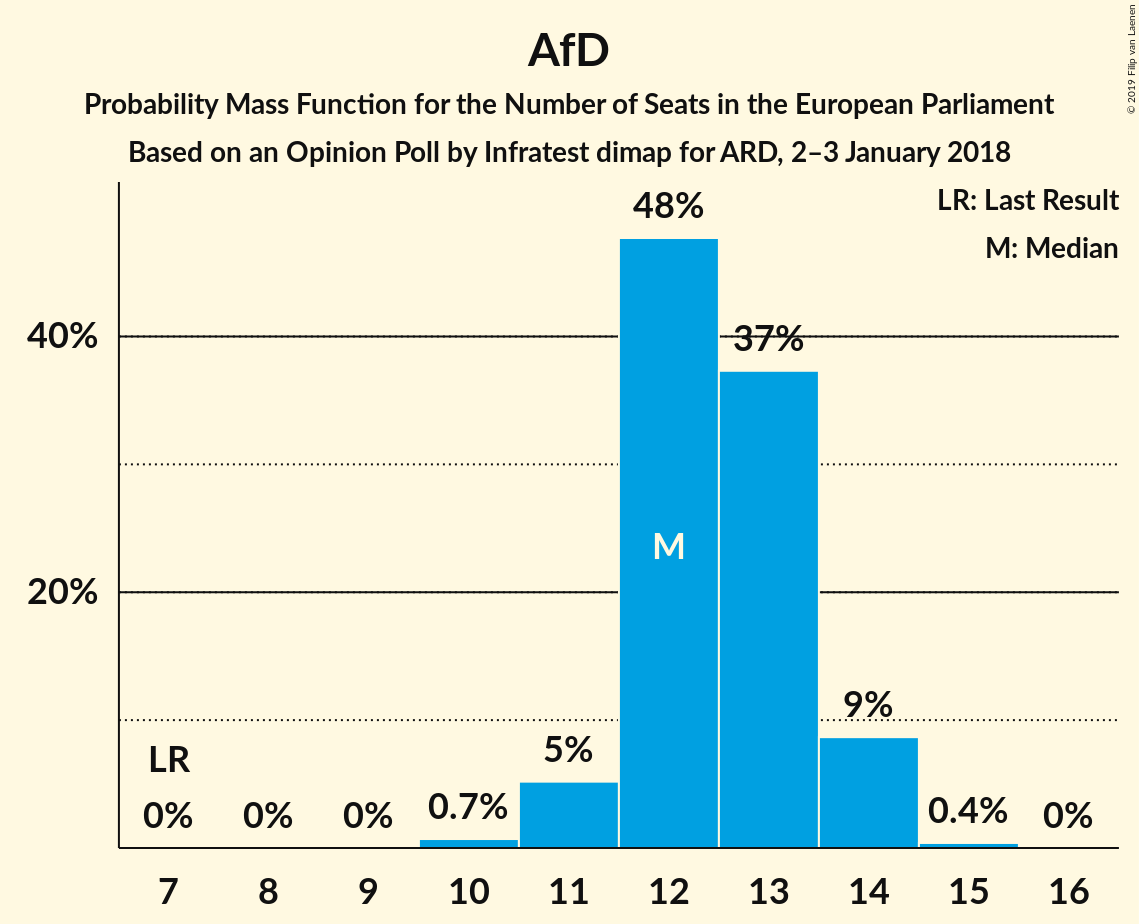 AfD
Probability Mass Function for the Number of Seats in the European Parliament
Based on an Opinion Poll by Infratest dimap for ARD, 2–3 January 2018
© 2019 Filip van Laenen
LR: Last Result
M: Median
48%
40%
37%
M
20%
9%
5%
LR
0%
0%
0%
0.7%
0.4%
0%
7
8
9
10
11
12
13
14
15
16